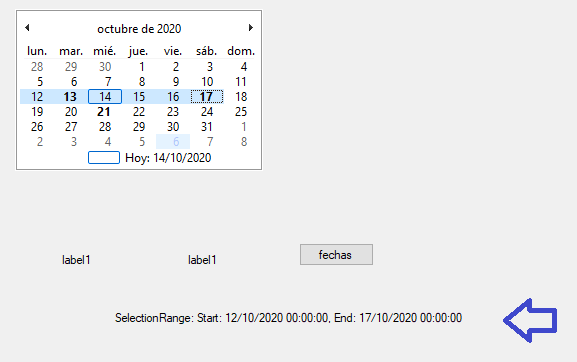 octubre de 2020
lun. mar. mié. jue. vie. sáb. dom.
28 29 30 1 2 3 4
5 6 7 8 9 10 11
12 13 14 15 16 17 18
19 20 21 22 23 24 25
26 27 28 29 30 31 1
2 3 4 5 6 7 8
Hoy: 14/10/2020
label1 label1 fechas
SelectionRange: Start: 12/10/2020 00:00:00, End: 17/10/2020 00:00:00